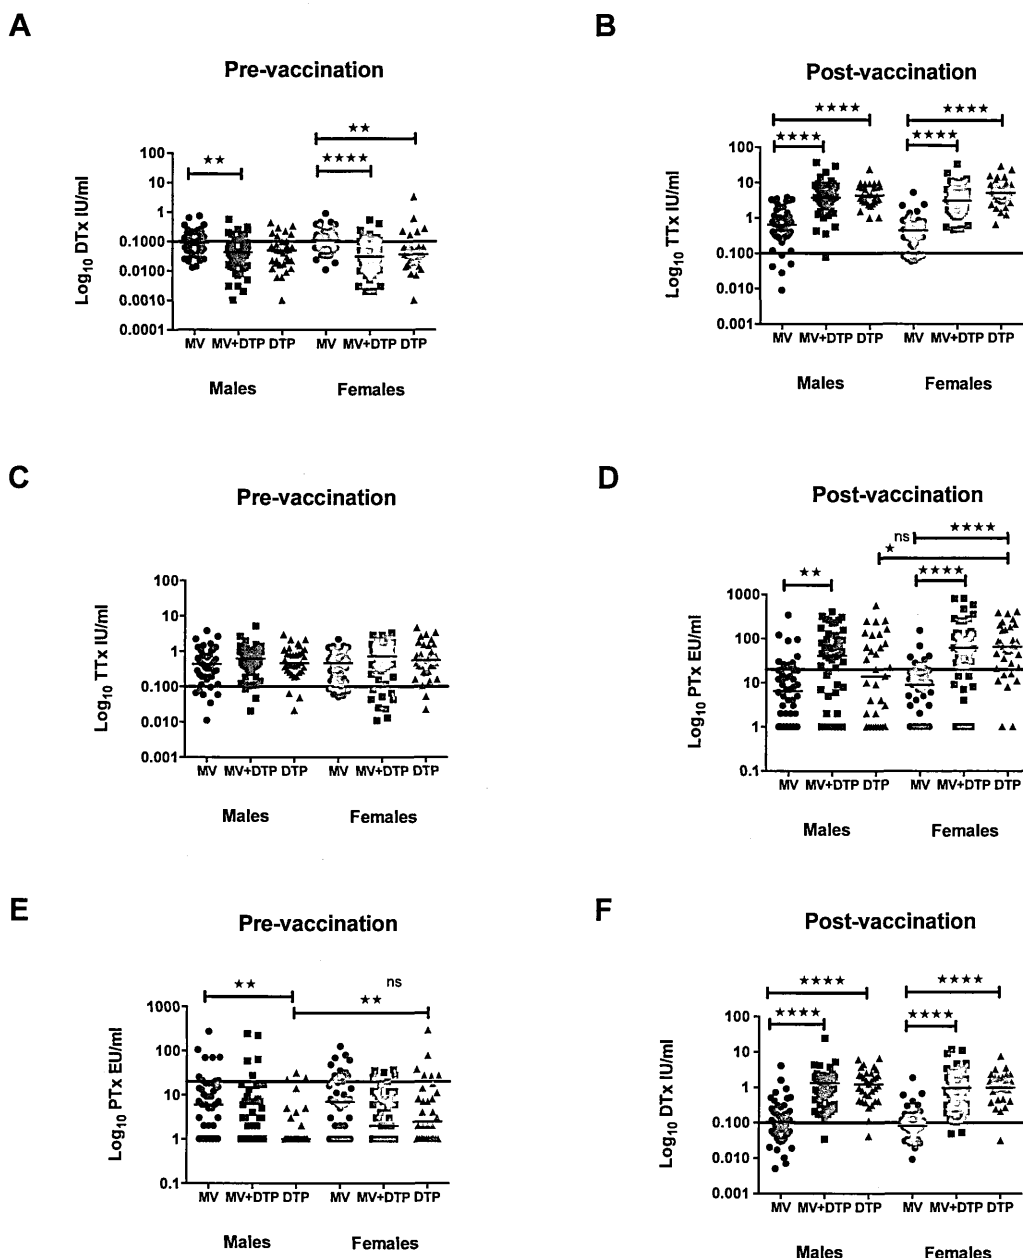 A
Pre-vaccination
★★
★★ ★★★★
Log10 DTx IU/ml
100
10
1
0.1000
0.0100
0.0010
0.0001
MV MV+DTP DTP MV MV+DTP DTP
Males Females
B
Post-vaccination
★★★★ ★★★★
★★★★ ★★★★
Log10 TTx IU/ml
100
10
1
0.100
0.010
0.001
MV MV+DTP DTP MV MV+DTP DTP
Males Females
C
Pre-vaccination
Log10 TTx IU/ml
100
10
1
0.100
0.010
0.001
MV MV+DTP DTP MV MV+DTP DTP
Males Females
D
Post-vaccination
ns ★★★★
★
★★ ★★★★
Log10 PTx EU/ml
1000
100
10
1
0.1
MV MV+DTP DTP MV MV+DTP DTP
Males Females
E
Pre-vaccination
★★ ns
★★
Log10 PTx EU/ml
1000
100
10
1
0.1
MV MV+DTP DTP MV MV+DTP DTP
Males Females
F
Post-vaccination
★★★★ ★★★★
★★★★ ★★★★
Log10 DTx IU/ml
100
10
1
0.100
0.010
0.001
MV MV+DTP DTP MV MV+DTP DTP
Males Females